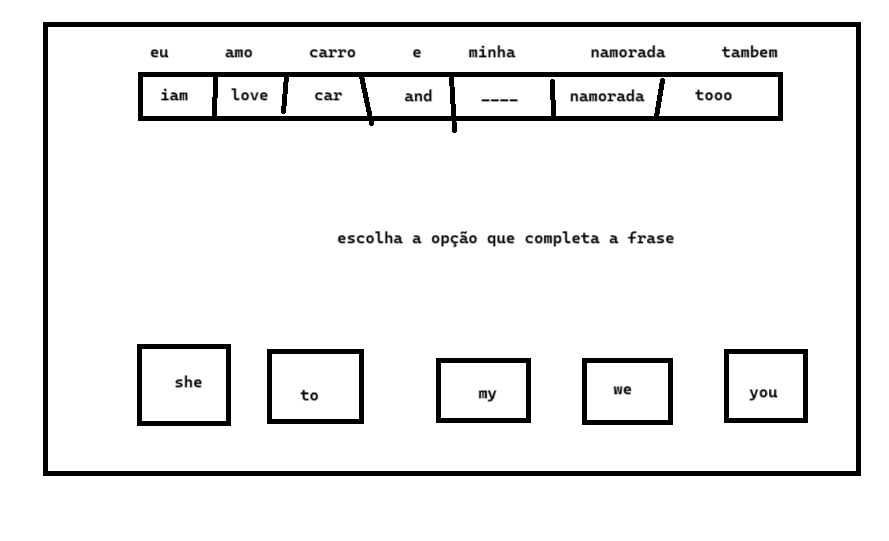 eu amo carro e minha namorada tambem
iam love car and ____ namorada tooo
escolha a opção que completa a frase
she to my we you